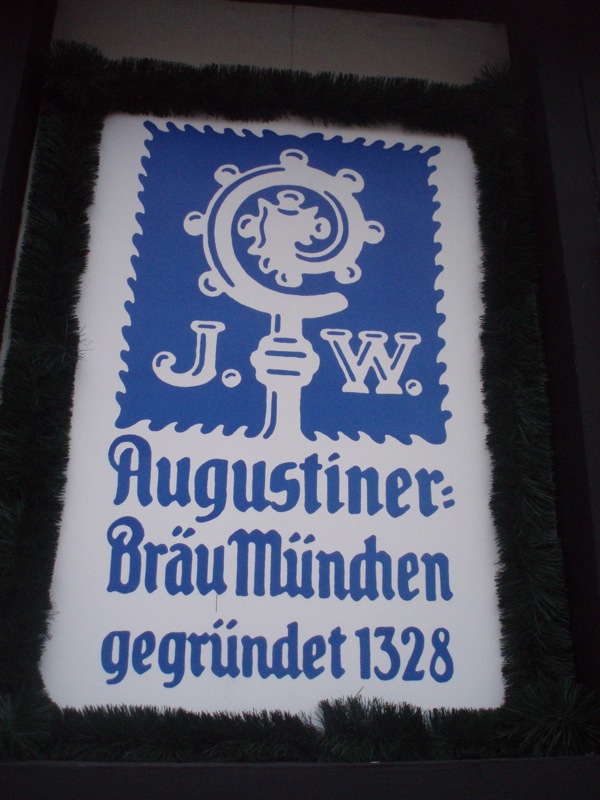 J. W.
Augustiner=
Bräu München
gegründet 1328